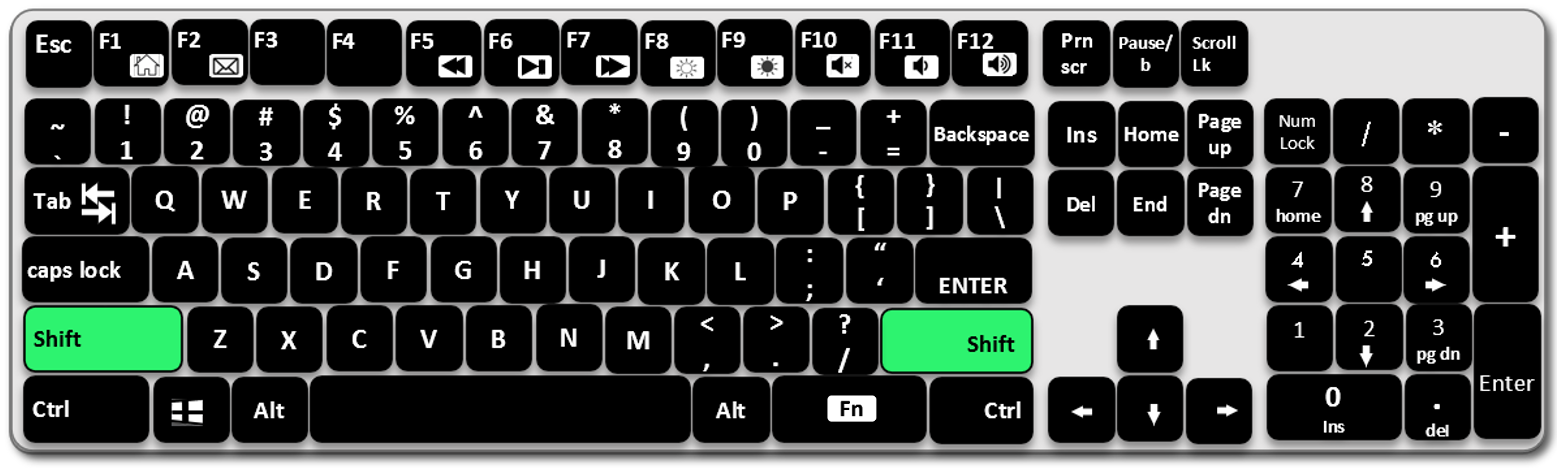 Esc F1 F2 F3 F4 F5 F6 F7 F8 F9 F10 F11 F12 Prn scr Pause/ b Scroll Lk
~ ` ! 1 @ 2 # 3 $ 4 % 5 ^ 6 & 7 * 8 ( 9 ) 0 _ - + = Backspace Ins Home Page up Num Lock / * -
Tab Q W E R T Y U I O P { [ } ] | \ Del End Page dn 7 home 8 9 pg up +
caps lock A S D F G H J K L : ; “ ‘ ENTER 4 5 6
Shift Z X C V B N M < , > . ? / Shift 1 2 3 pg dn Enter
Ctrl Alt Alt Fn Ctrl 0 Ins . del